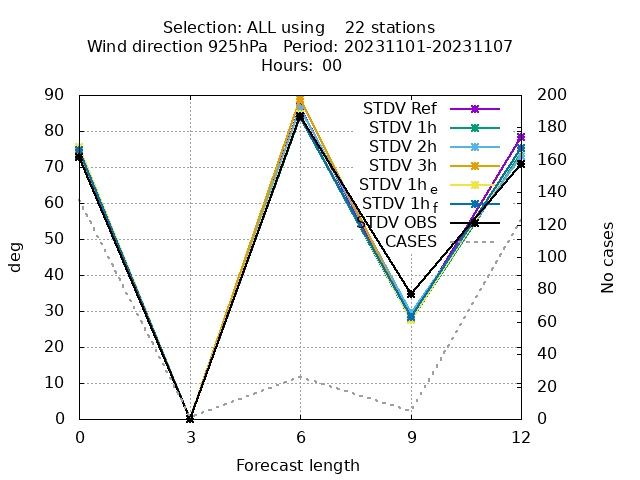 Selection: ALL using 22 stations
Wind direction 925hPa Period: 20231101-20231107
Hours: 00
90
80
70
60
50
40
30
20
10
0
deg
200
180
160
140
120
100
80
60
40
20
0
No cases
STDV Ref
STDV 1h
STDV 2h
STDV 3h
STDV 1h e
STDV 1h f
STDV OBS
CASES
0 3 6 9 12
Forecast length